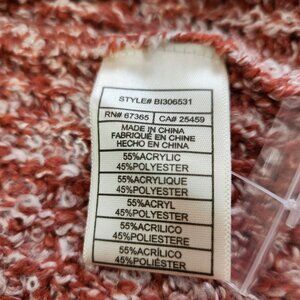 STYLE# BI306531
RN# 67365 CA# 25459
MADE IN CHINA
FABRIQUÉ EN CHINE
HECHO EN CHINA
55%ACRYLIC
45%POLYESTER
55%ACRYLIQUE
45%POLYESTER
55%ACRYL
45%POLYESTER
55%ACRILICO
45%POLIESTERE
55%ACRÍLICO
45%POLIÉSTER